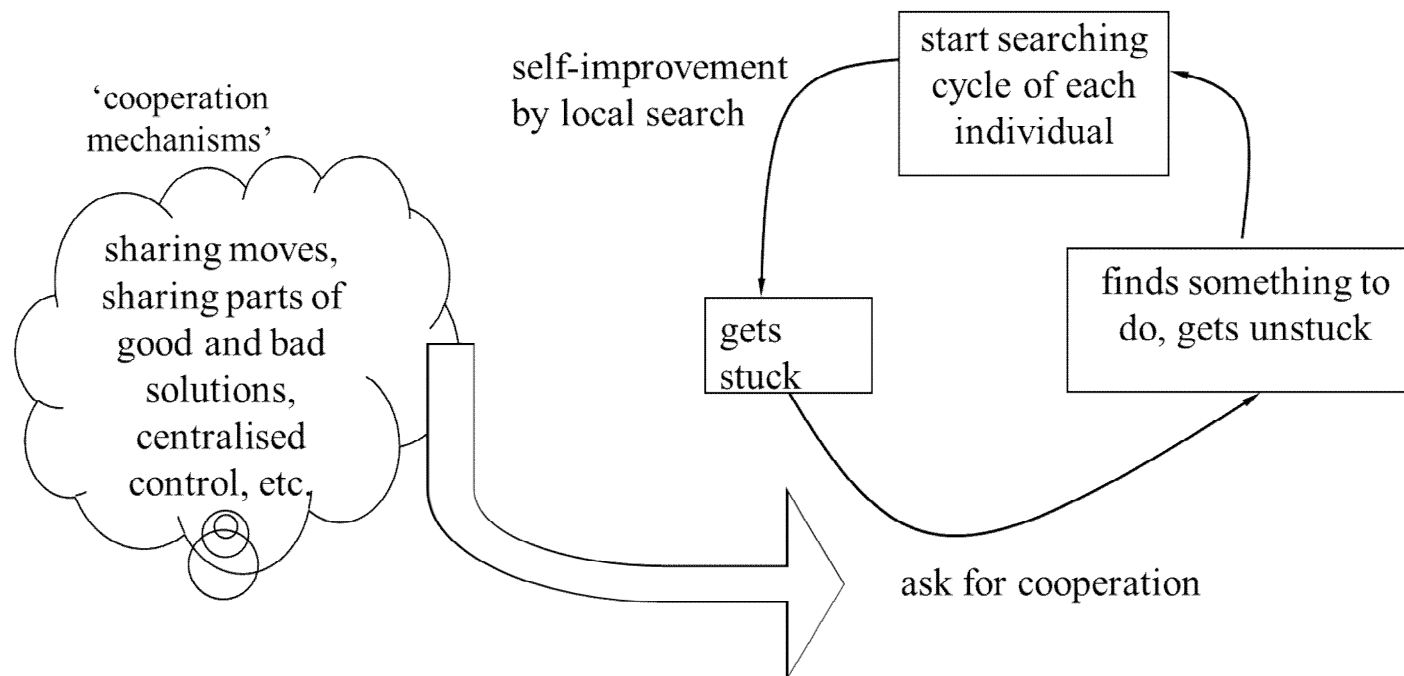 ‘cooperation
mechanisms’
sharing moves,
sharing parts of
good and bad
solutions,
centralised
control, etc.
self-improvement
by local search
start searching
cycle of each
individual
gets
stuck
finds something to
do, gets unstuck
ask for cooperation